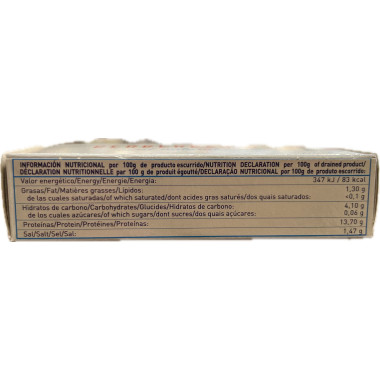 INFORMACIÓN NUTRICIONAL por 100g de producto escurrido/NUTRITION DECLARATION per 100g of drained product/
DÉCLARATION NUTRITIONNELLE par 100 g de produit égoutté/DECLARAÇÃO NUTRICIONAL por 100g de produto escorrido:
Valor energético/Energy/Énergie/Energia: 347 kJ / 83 kcal
Grasas/Fat/Matières grasses/Lípidos: 1,30 g
de las cuales saturadas/of which saturated/dont acides gras saturés/dos quais saturados: <0,1 g
Hidratos de carbono/Carbohydrates/Glucides/Hidratos de carbono: 4,10 g
de los cuales azúcares/of which sugars/dont sucres/dos quais açúcares: 0,06 g
Proteínas/Protein/Protéines/Proteínas: 13,70 g
Sal/Salt/Sel/Sal: 1,47 g